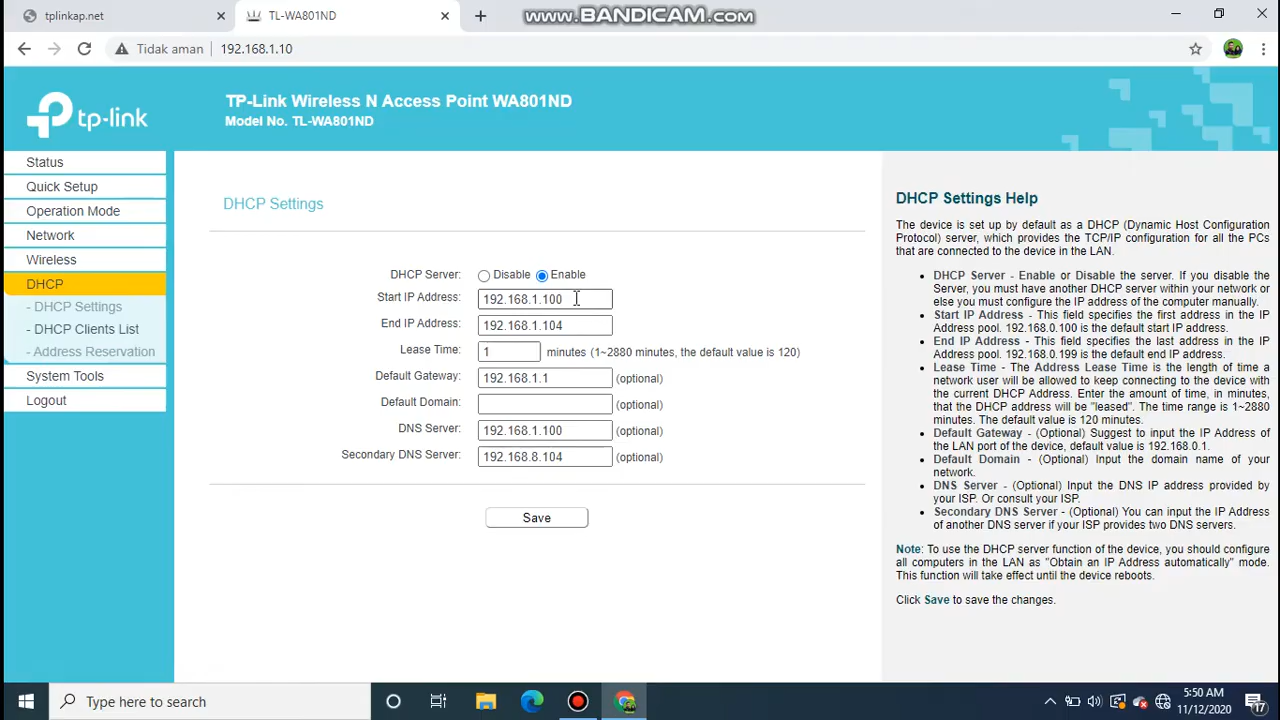 tplinkap.net
TL-WA801ND
www.BANDICAM.com
Tidak aman
192.168.1.10
tp-link
TP-Link Wireless N Access Point WA801ND
Model No. TL-WA801ND
Status
Quick Setup
Operation Mode
Network
Wireless
DHCP
- DHCP Settings
- DHCP Clients List
- Address Reservation
System Tools
Logout
DHCP Settings
DHCP Server: Disable Enable
Start IP Address: 192.168.1.100
End IP Address: 192.168.1.104
Lease Time: 1 minutes (1~2880 minutes, the default value is 120)
Default Gateway: 192.168.1.1 (optional)
Default Domain: (optional)
DNS Server: 192.168.1.100 (optional)
Secondary DNS Server: 192.168.8.104 (optional)
Save
DHCP Settings Help
The device is set up by default as a DHCP (Dynamic Host Configuration
Protocol) server, which provides the TCP/IP configuration for all the PCs
that are connected to the device in the LAN.
• DHCP Server - Enable or Disable the server. If you disable the
Server, you must have another DHCP server within your network or
else you must configure the IP address of the computer manually.
• Start IP Address - This field specifies the first address in the IP
Address pool. 192.168.0.100 is the default start IP address.
• End IP Address - This field specifies the last address in the IP
Address pool. 192.168.0.199 is the default end IP address.
• Lease Time - The Address Lease Time is the length of time a
network user will be allowed to keep connecting to the device with
the current DHCP Address. Enter the amount of time, in minutes,
that the DHCP address will be "leased". The time range is 1~2880
minutes. The default value is 120 minutes.
• Default Gateway - (Optional) Suggest to input the IP Address of
the LAN port of the device, default value is 192.168.0.1.
• Default Domain - (Optional) Input the domain name of your
network.
• DNS Server - (Optional) Input the DNS IP address provided by
your ISP. Or consult your ISP.
• Secondary DNS Server - (Optional) You can input the IP Address
of another DNS server if your ISP provides two DNS servers.
Note: To use the DHCP server function of the device, you should configure
all computers in the LAN as "Obtain an IP Address automatically" mode.
This function will take effect until the device reboots.
Click Save to save the changes.
Type here to search
5:50 AM
11/12/2020
17